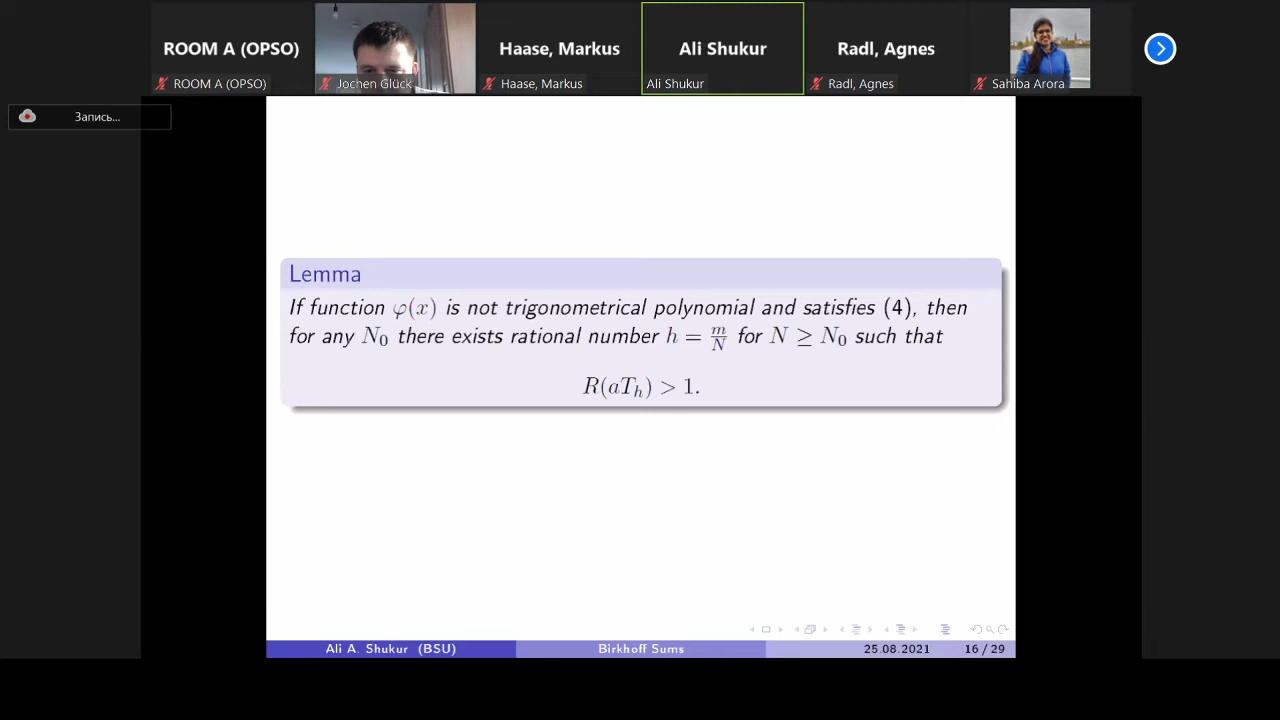 ROOM A (OPSO)
Haase, Markus
Ali Shukur
Radl, Agnes
ROOM A (OPSO)
Jochen Glück
Haase, Markus
Ali Shukur
Radl, Agnes
Sahiba Arora
Запись...
Lemma
If function φ(x) is not trigonometrical polynomial and satisfies (4), then
for any N₀ there exists rational number h = m/N for N ≥ N₀ such that
R(aTₕ) > 1.
Ali A. Shukur (BSU)
Birkhoff Sums
25.08.2021
16 / 29